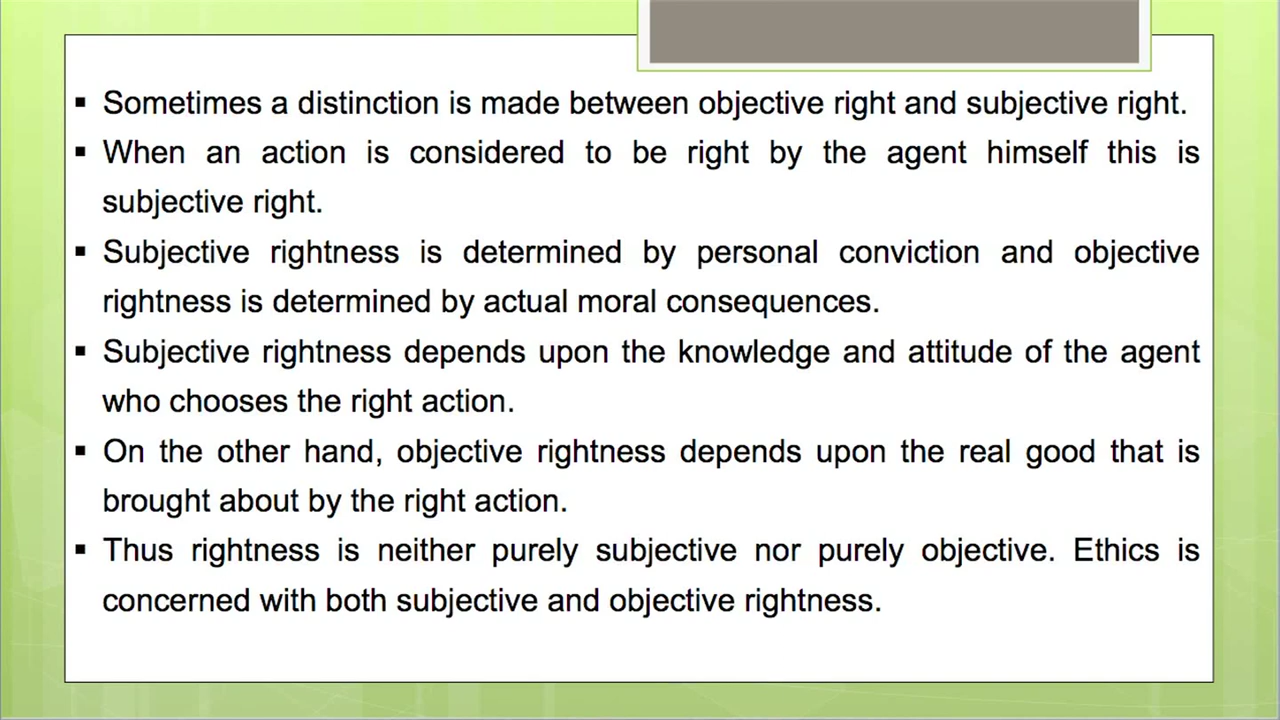 ▪ Sometimes a distinction is made between objective right and subjective right.
▪ When an action is considered to be right by the agent himself this is
subjective right.
▪ Subjective rightness is determined by personal conviction and objective
rightness is determined by actual moral consequences.
▪ Subjective rightness depends upon the knowledge and attitude of the agent
who chooses the right action.
▪ On the other hand, objective rightness depends upon the real good that is
brought about by the right action.
▪ Thus rightness is neither purely subjective nor purely objective. Ethics is
concerned with both subjective and objective rightness.